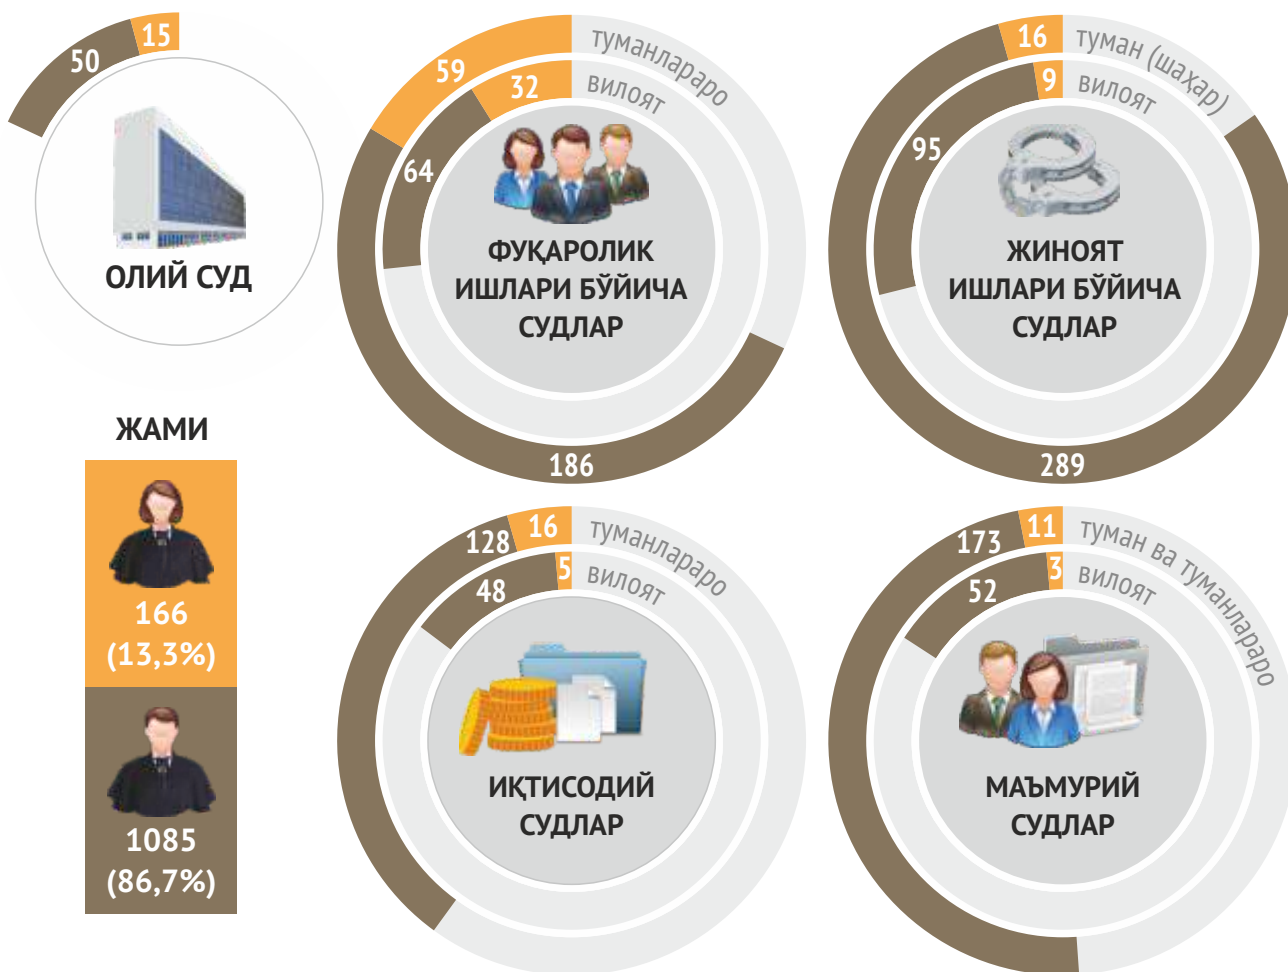 50
15
ОЛИЙ СУД
59
туманлараро
32
вилоят
64
ФУҚАРОЛИК
ИШЛАРИ БЎЙИЧА
СУДЛАР
186
16
туман (шаҳар)
9
вилоят
95
ЖИНОЯТ
ИШЛАРИ БЎЙИЧА
СУДЛАР
289
ЖАМИ
166
(13,3%)
1085
(86,7%)
128
16
туманлараро
48
5
вилоят
ИҚТИСОДИЙ
СУДЛАР
173
11
туман ва туманлараро
52
3
вилоят
МАЪМУРИЙ
СУДЛАР